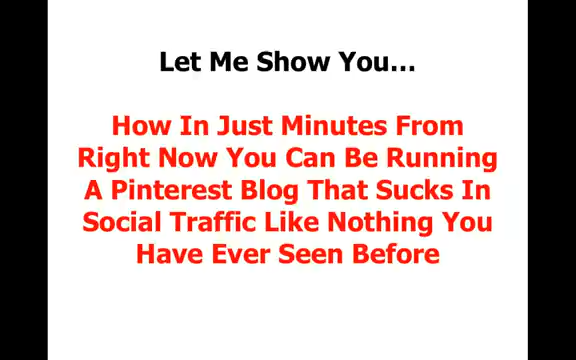 Let Me Show You...
How In Just Minutes From
Right Now You Can Be Running
A Pinterest Blog That Sucks In
Social Traffic Like Nothing You
Have Ever Seen Before